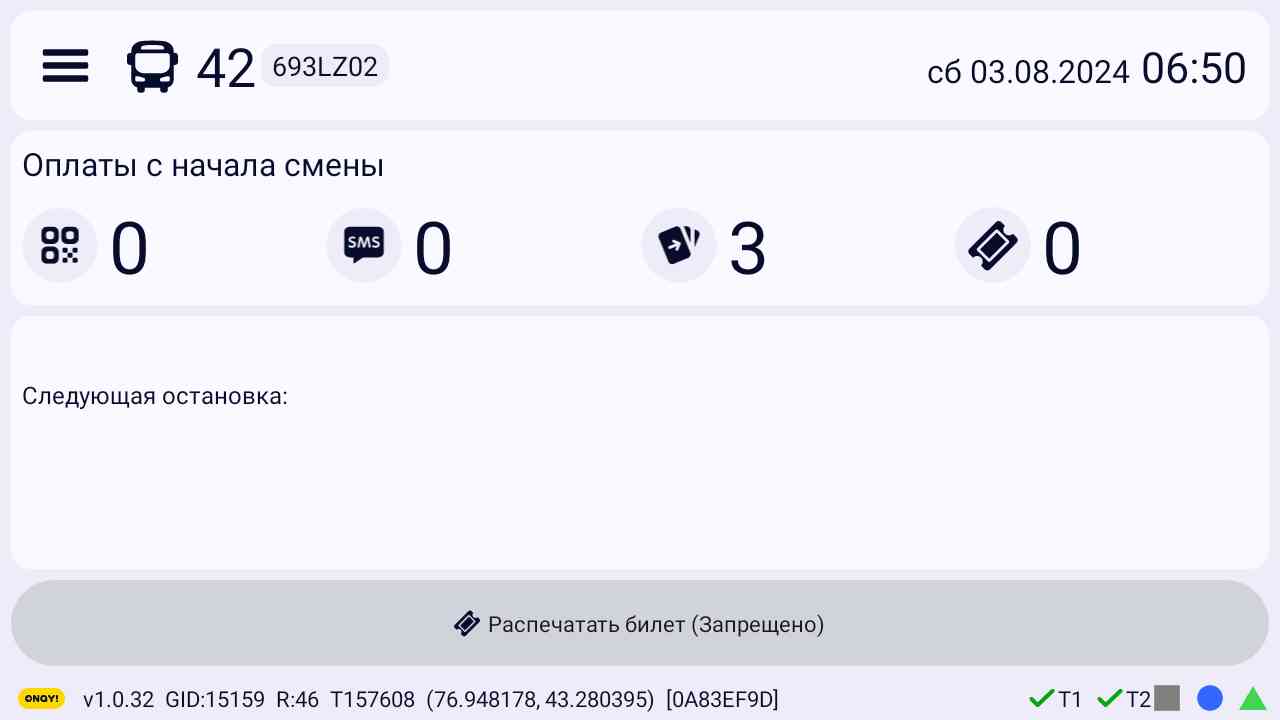 42 693LZ02 сб 03.08.2024 06:50
Оплаты с начала смены
0 SMS 0 3 0
Следующая остановка:
Распечатать билет (Запрещено)
ONAY! v1.0.32 GID:15159 R:46 T157608 (76.948178, 43.280395) [0A83EF9D] T1 T2